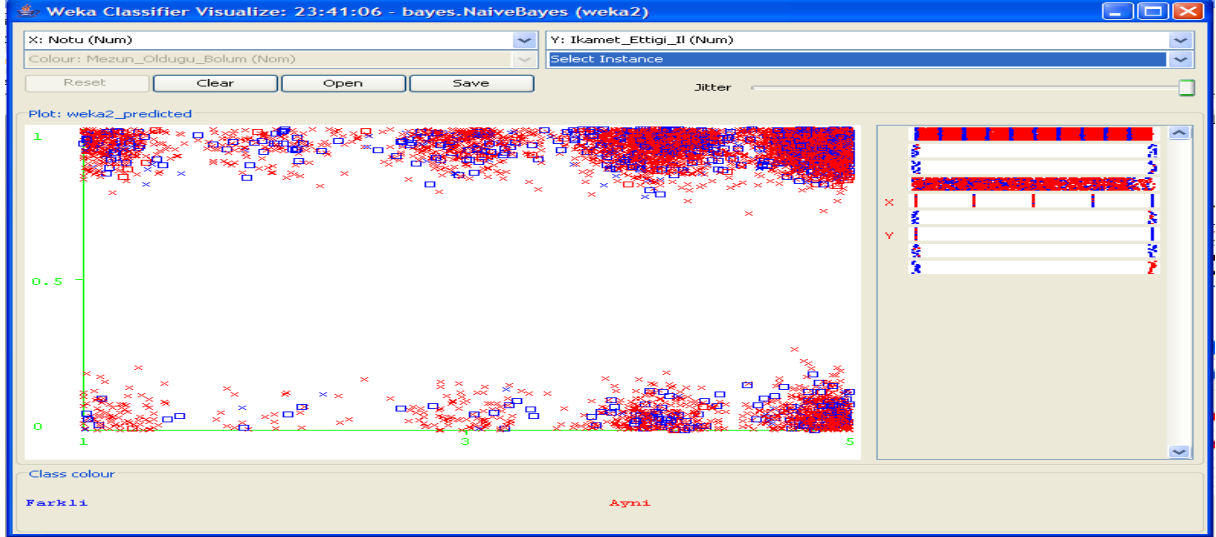 Weka Classifier Visualize: 23:41:06 - bayes.NaiveBayes (weka2)
X: Notu (Num)
Y: Ikamet_Ettigi_Il (Num)
Colour: Mezun_Oldugu_Bolum (Nom)
Select Instance
Reset
Clear
Open
Save
Jitter
Plot: weka2_predicted
1
0.5
0
1
3
5
X
Y
Class colour
Farkli
Ayni